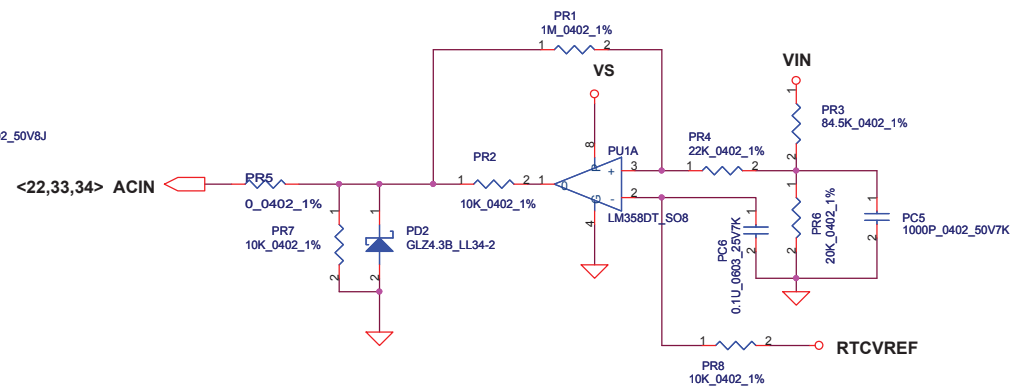 PR1
1M_0402_1%
1
2
VS
VIN
1
PR3
84.5K_0402_1%
2
02_50V8J
8
PU1A
PR4
22K_0402_1%
PR2
<22,33,34> ACIN
PR5
0_0402_1%
1
2
1
10K_0402_1%
O
P
G
+
-
3
2
1
2
LM358DT_SO8
4
1
PR7
10K_0402_1%
2
1
PD2
GLZ4.3B_LL34-2
2
1
PC6
0.1U_0603_25V7K
2
1
PR6
20K_0402_1%
2
1
PC5
1000P_0402_50V7K
2
1
2
RTCVREF
PR8
10K_0402_1%